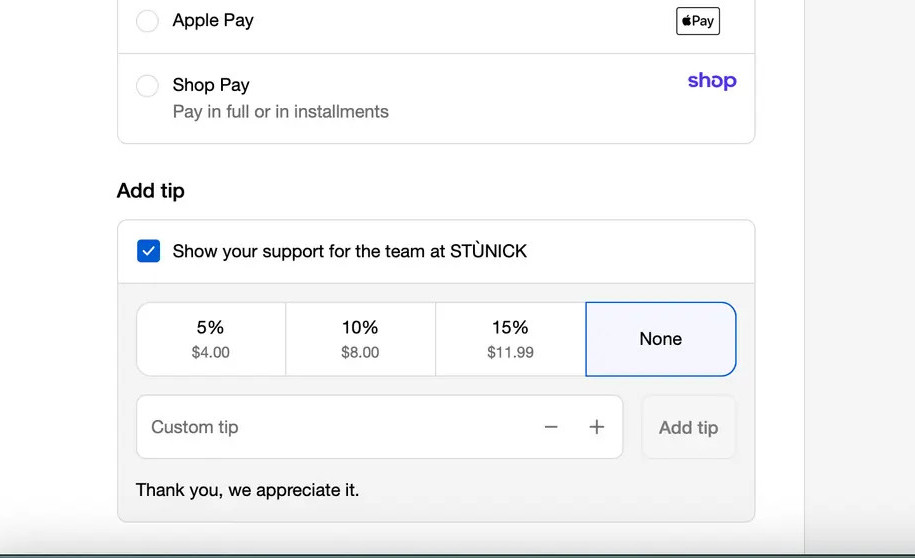 Apple Pay
Pay
Shop Pay
shop
Pay in full or in installments
Add tip
Show your support for the team at STÙNICK
5%
$4.00
10%
$8.00
15%
$11.99
None
Custom tip
Add tip
Thank you, we appreciate it.